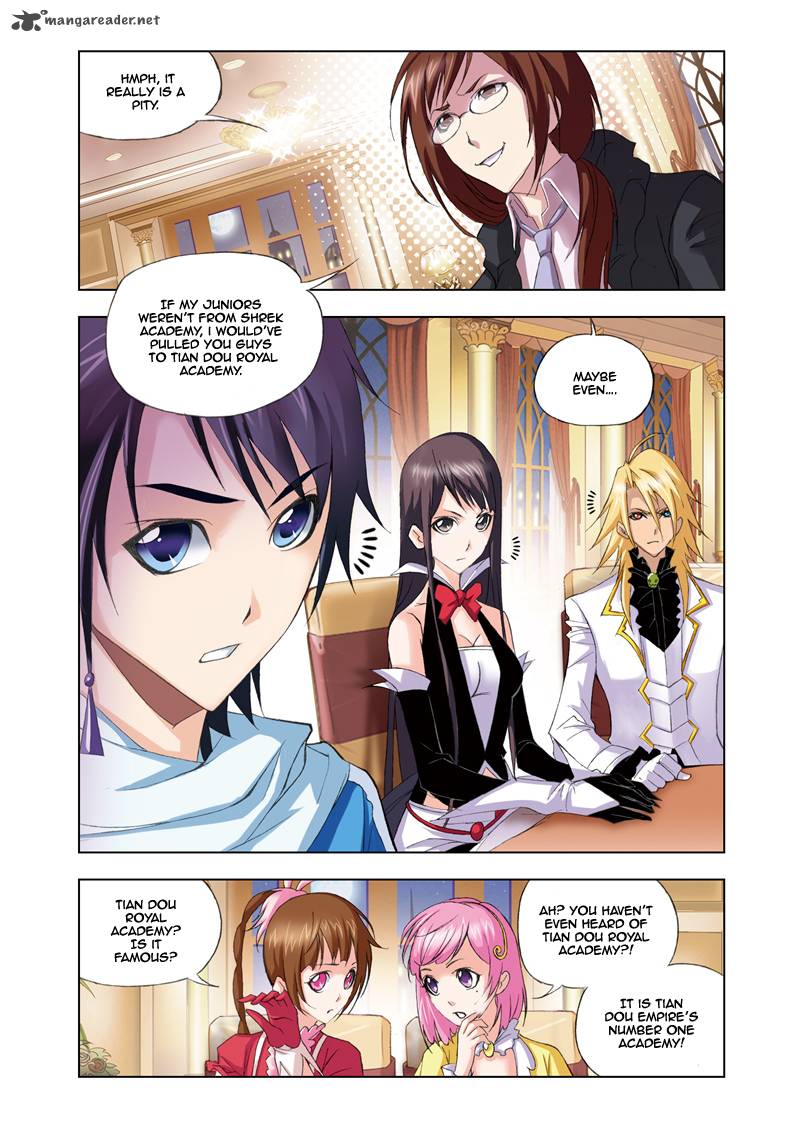 mangareader.net
HMPH, IT
REALLY IS A
PITY.
IF MY JUNIORS
WEREN'T FROM SHREK
ACADEMY, I WOULD'VE
PULLED YOU GUYS
TO TIAN DOU ROYAL
ACADEMY.
MAYBE
EVEN....
TIAN DOU
ROYAL
ACADEMY?
IS IT
FAMOUS?
AH? YOU HAVEN'T
EVEN HEARD OF
TIAN DOU ROYAL
ACADEMY?!
IT IS TIAN
DOU EMPIRE'S
NUMBER ONE
ACADEMY!